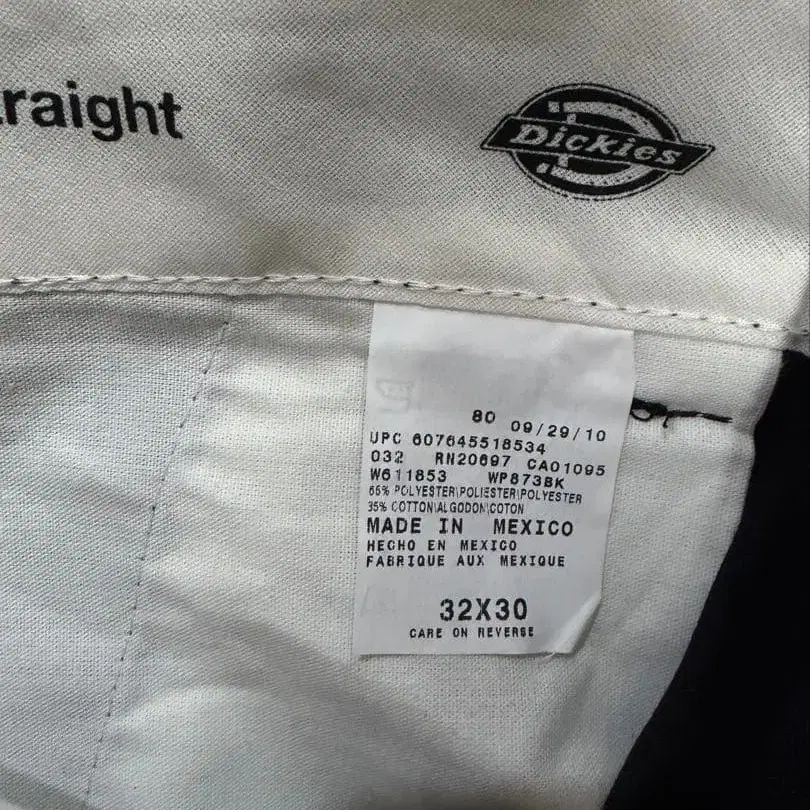 raight
Dickies
80 09/29/10
UPC 607645518534
032 RN20697 CA01095
W611853 WP873BK
65% POLYESTER\POLIESTER\POLYESTER
35% COTTON\ALGODON\COTON
MADE IN MEXICO
HECHO EN MEXICO
FABRIQUE AUX MEXIQUE
32X30
CARE ON REVERSE